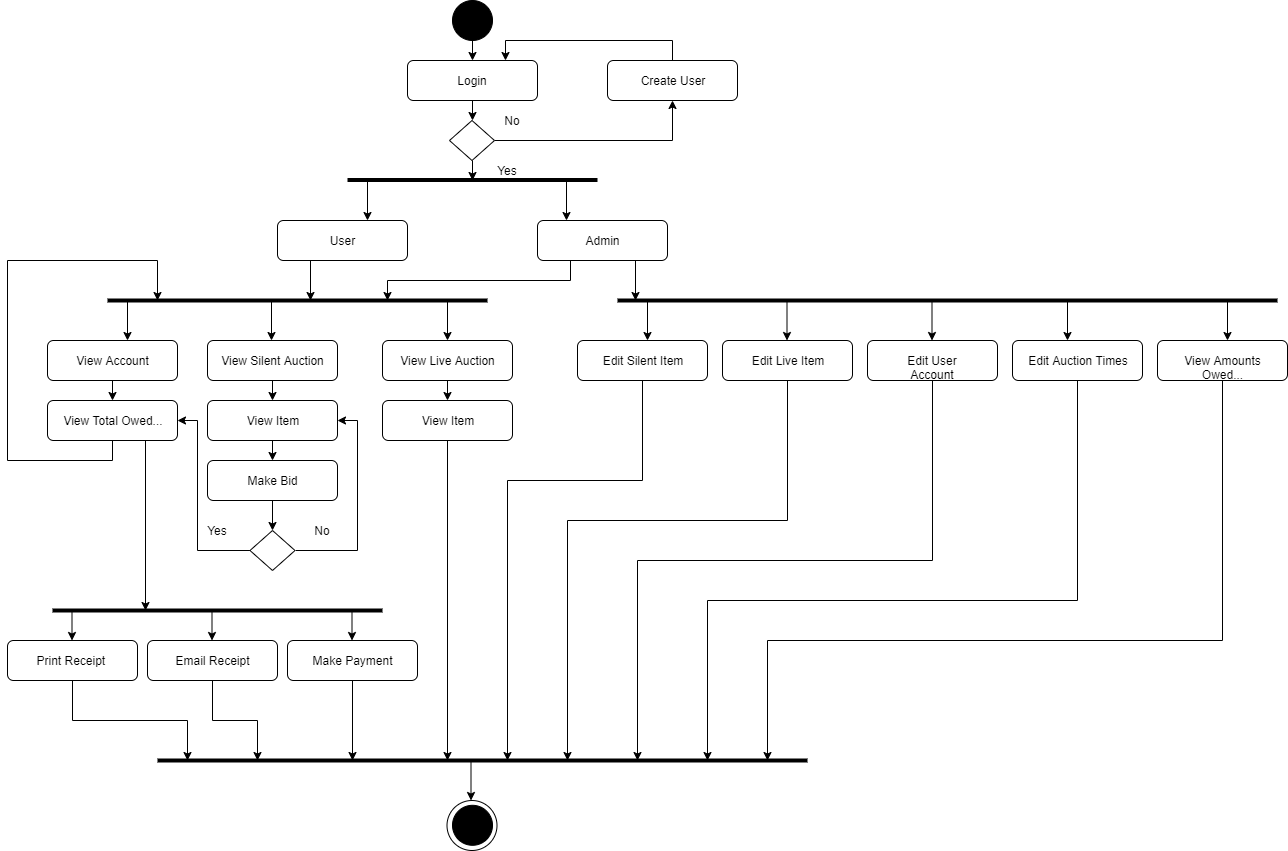 Login
Create User
No
Yes
User
Admin
View Account
View Silent Auction
View Live Auction
Edit Silent Item
Edit Live Item
Edit User
Account
Edit Auction Times
View Amounts
Owed...
View Total Owed...
View Item
View Item
Make Bid
Yes
No
Print Receipt
Email Receipt
Make Payment